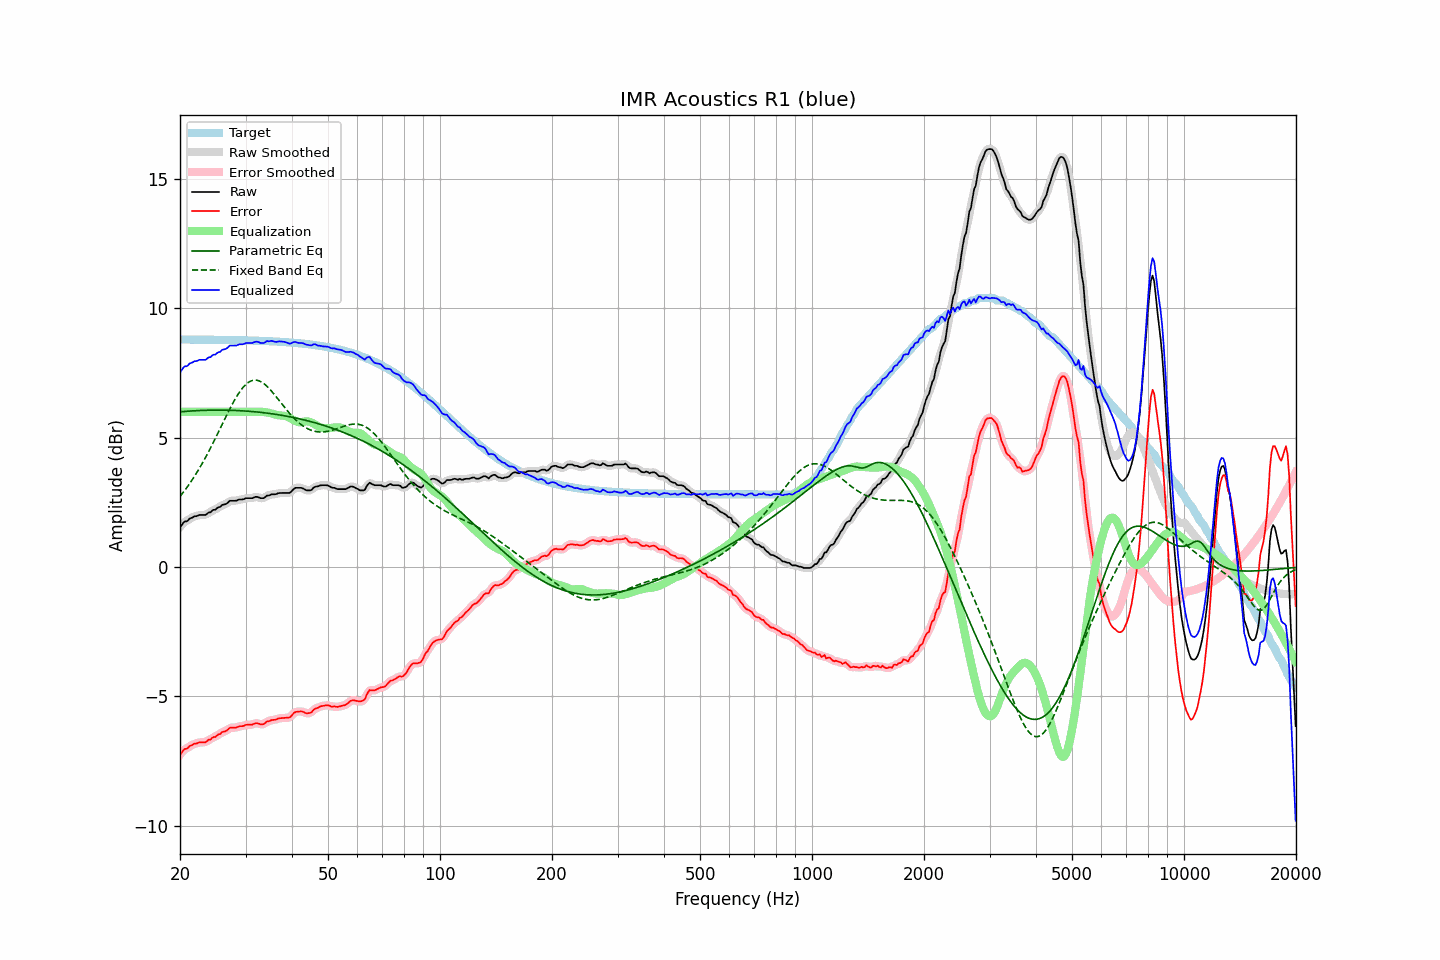 IMR Acoustics R1 (blue)
Target
Raw Smoothed
Error Smoothed
Raw
Error
Equalization
Parametric Eq
Fixed Band Eq
Equalized
Amplitude (dBr)
15
10
5
0
−5
−10
20 50 100 200 500 1000 2000 5000 10000 20000
Frequency (Hz)